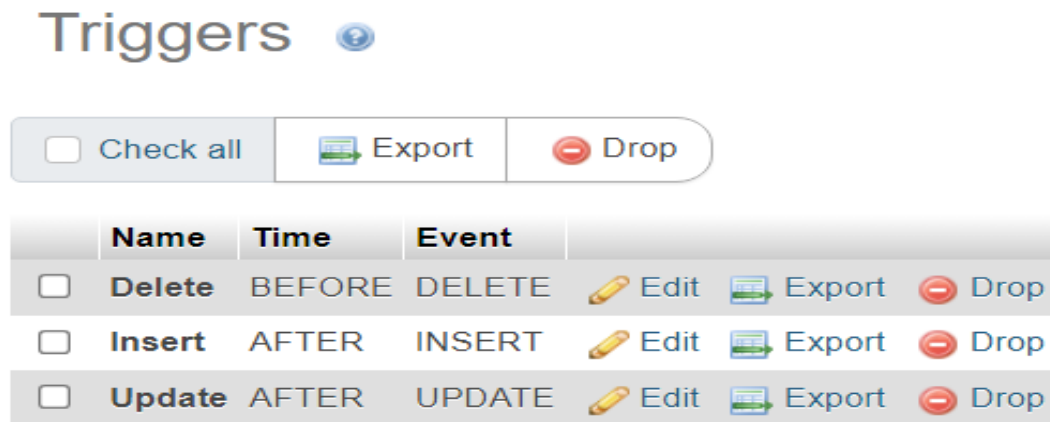 Triggers
Check all Export Drop
Name Time Event
Delete BEFORE DELETE Edit Export Drop
Insert AFTER INSERT Edit Export Drop
Update AFTER UPDATE Edit Export Drop